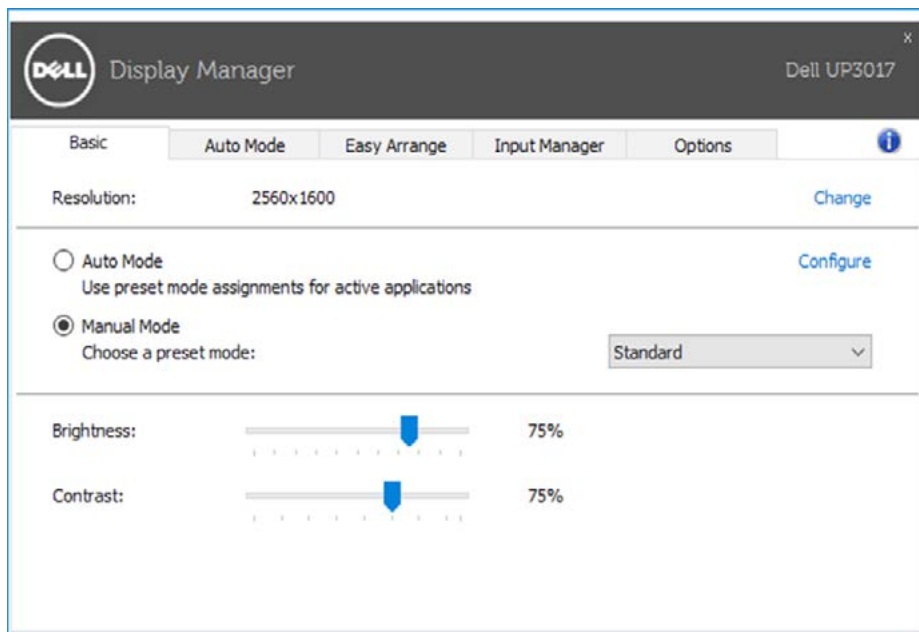 DELL Display Manager x
Dell UP3017
Basic Auto Mode Easy Arrange Input Manager Options i
Resolution: 2560x1600 Change
Auto Mode Configure
Use preset mode assignments for active applications
Manual Mode
Choose a preset mode: Standard
Brightness: 75%
Contrast: 75%